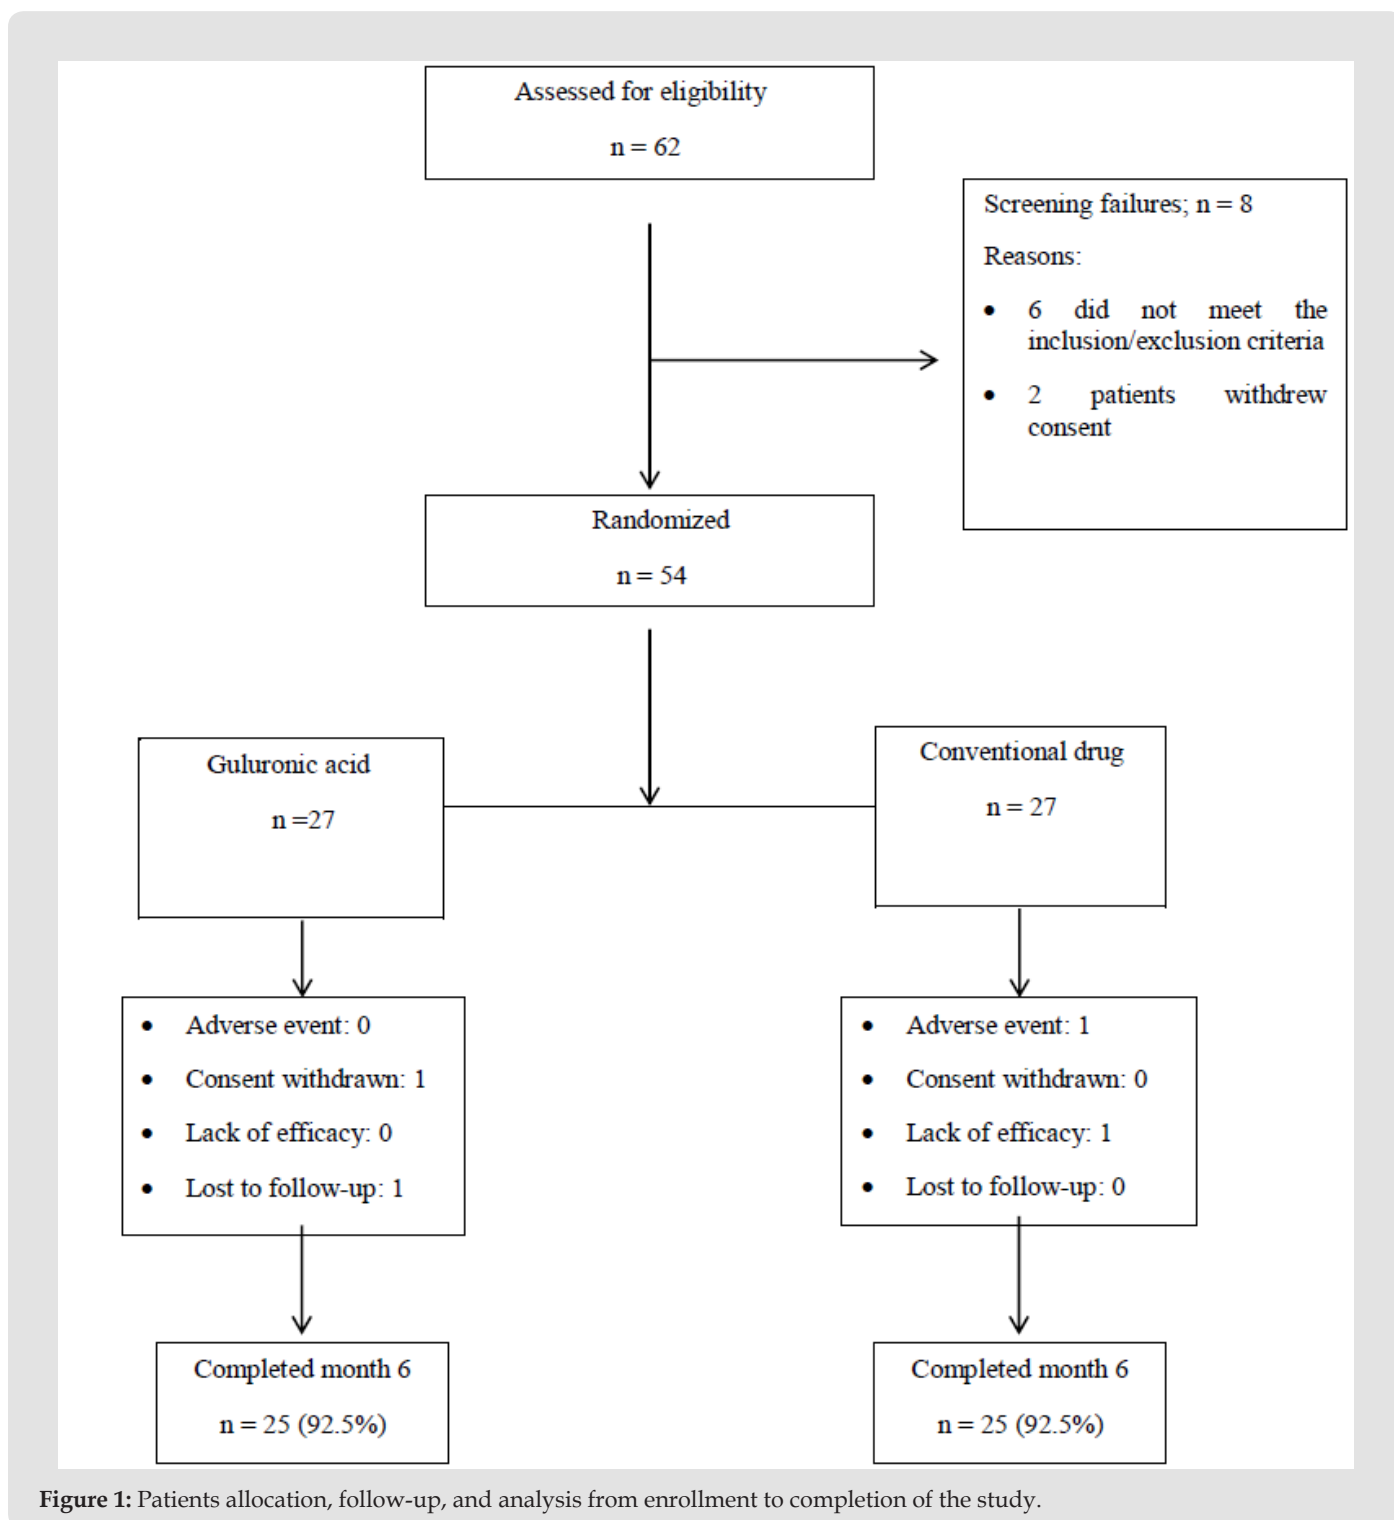 Assessed for eligibility
n = 62
Screening failures; n = 8
Reasons:
• 6 did not meet the
inclusion/exclusion criteria
• 2 patients withdrew
consent
Randomized
n = 54
Guluronic acid
n =27
Conventional drug
n = 27
• Adverse event: 0
• Consent withdrawn: 1
• Lack of efficacy: 0
• Lost to follow-up: 1
• Adverse event: 1
• Consent withdrawn: 0
• Lack of efficacy: 1
• Lost to follow-up: 0
Completed month 6
n = 25 (92.5%)
Completed month 6
n = 25 (92.5%)
Figure 1: Patients allocation, follow-up, and analysis from enrollment to completion of the study.